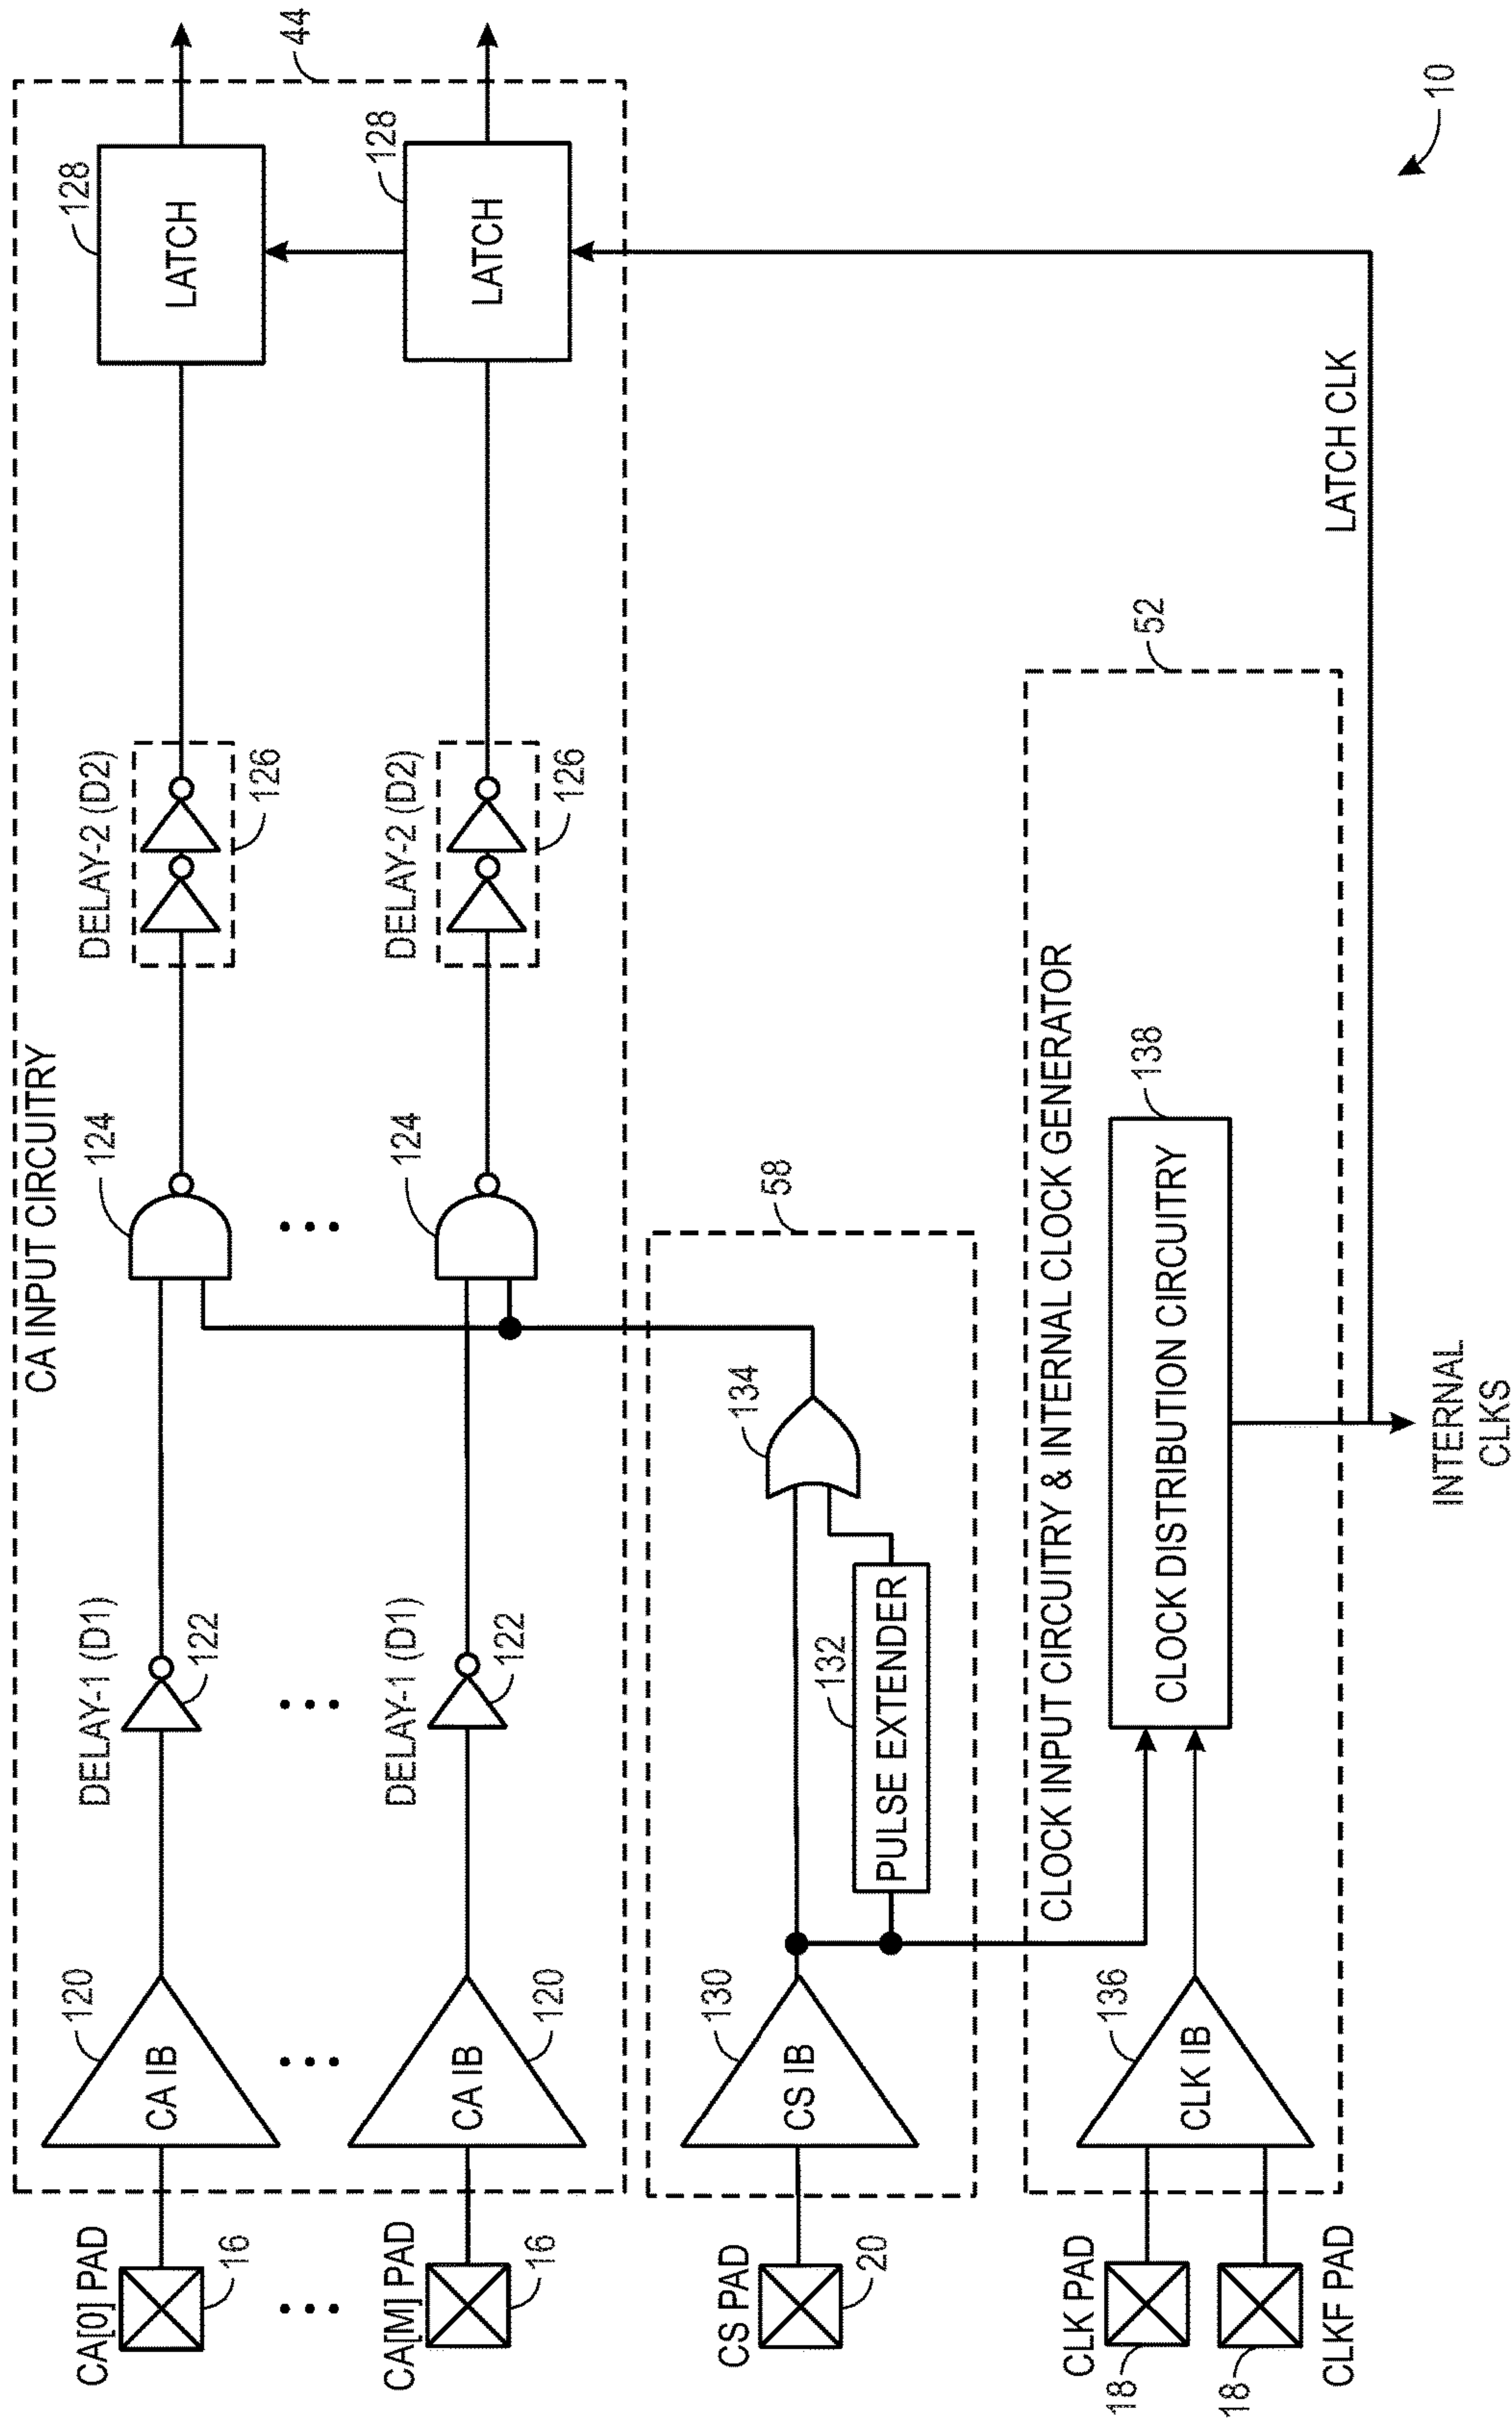 CA INPUT CIRCUITRY
44
CA[0] PAD
16
120
CA IB
DELAY-1 (D1)
122
124
DELAY-2 (D2)
126
128
LATCH
CA[M] PAD
16
120
CA IB
DELAY-1 (D1)
122
124
DELAY-2 (D2)
126
128
LATCH
58
CS PAD
20
130
CS IB
132
PULSE EXTENDER
134
CLOCK INPUT CIRCUITRY & INTERNAL CLOCK GENERATOR
52
CLK PAD
18
18
CLKF PAD
136
CLK IB
138
CLOCK DISTRIBUTION CIRCUITRY
LATCH CLK
INTERNAL
CLKS
10